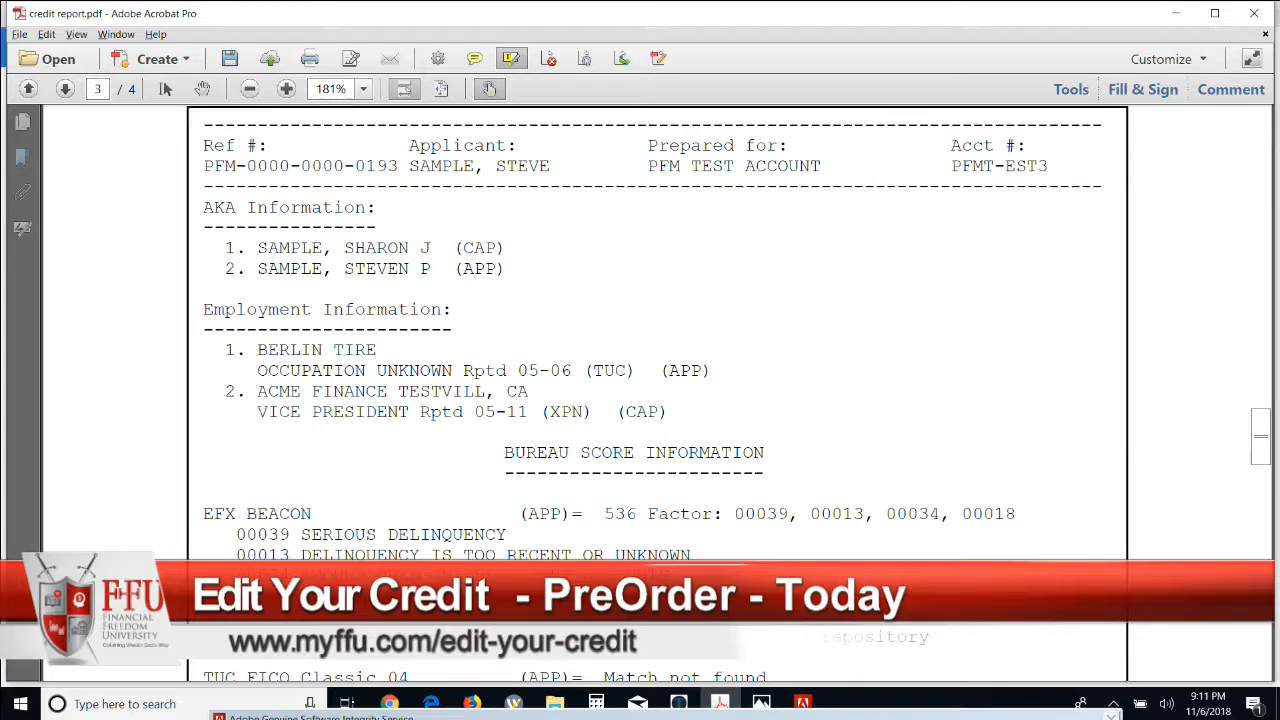 credit report.pdf - Adobe Acrobat Pro
File Edit View Window Help
Open Create Customize
3 / 4 181% Tools Fill & Sign Comment
Ref #: Applicant: Prepared for: Acct #:
PFM-0000-0000-0193 SAMPLE, STEVE PFM TEST ACCOUNT PFMT-EST3
AKA Information:
1. SAMPLE, SHARON J (CAP)
2. SAMPLE, STEVEN P (APP)
Employment Information:
1. BERLIN TIRE
OCCUPATION UNKNOWN Rptd 05-06 (TUC) (APP)
2. ACME FINANCE TESTVILL, CA
VICE PRESIDENT Rptd 05-11 (XPN) (CAP)
BUREAU SCORE INFORMATION
EFX BEACON (APP)= 536 Factor: 00039, 00013, 00034, 00018
00039 SERIOUS DELINQUENCY
00013 DELINQUENCY IS TOO RECENT OR UNKNOWN
FFU
FINANCIAL
FREEDOM
UNIVERSITY
Edit Your Credit - PreOrder - Today
www.myffu.com/edit-your-credit
repository
TUC FICO Classic 04 (APP)= Match not found
Type here to search
9:11 PM
11/6/2018
Adobe Genuine Software Integrity Service